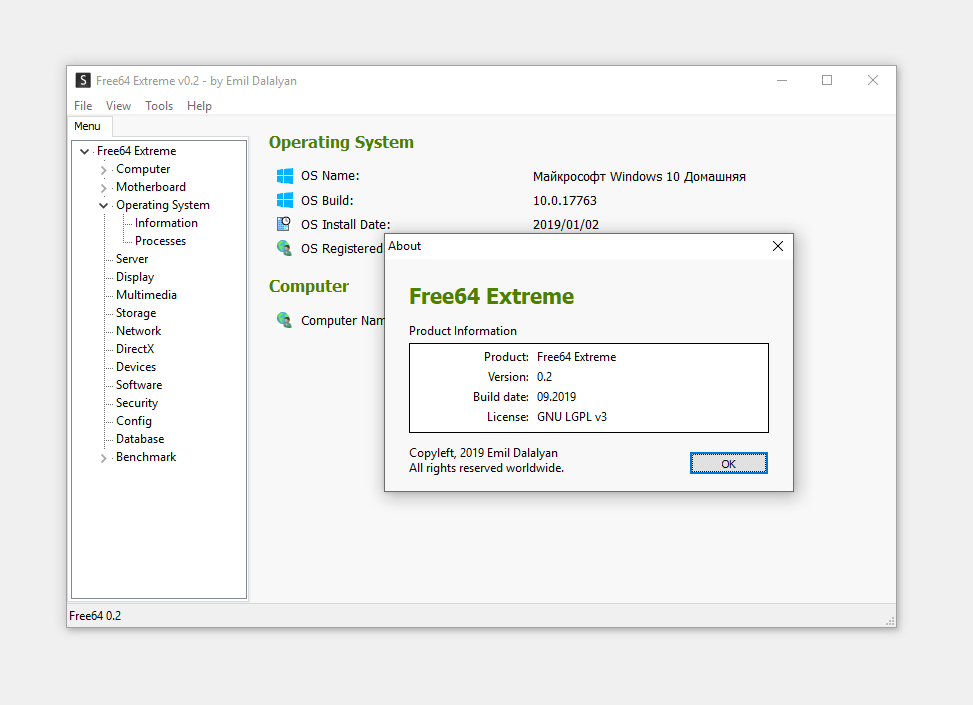 S Free64 Extreme v0.2 - by Emil Dalalyan
File View Tools Help
Menu
Free64 Extreme
Computer
Motherboard
Operating System
Information
Processes
Server
Display
Multimedia
Storage
Network
DirectX
Devices
Software
Security
Config
Database
Benchmark
Operating System
OS Name: Майкрософт Windows 10 Домашняя
OS Build: 10.0.17763
OS Install Date: 2019/01/02
OS Registered
Computer
Computer Nam
About
Free64 Extreme
Product Information
Product: Free64 Extreme
Version: 0.2
Build date: 09.2019
License: GNU LGPL v3
Copyleft, 2019 Emil Dalalyan
All rights reserved worldwide.
OK
Free64 0.2